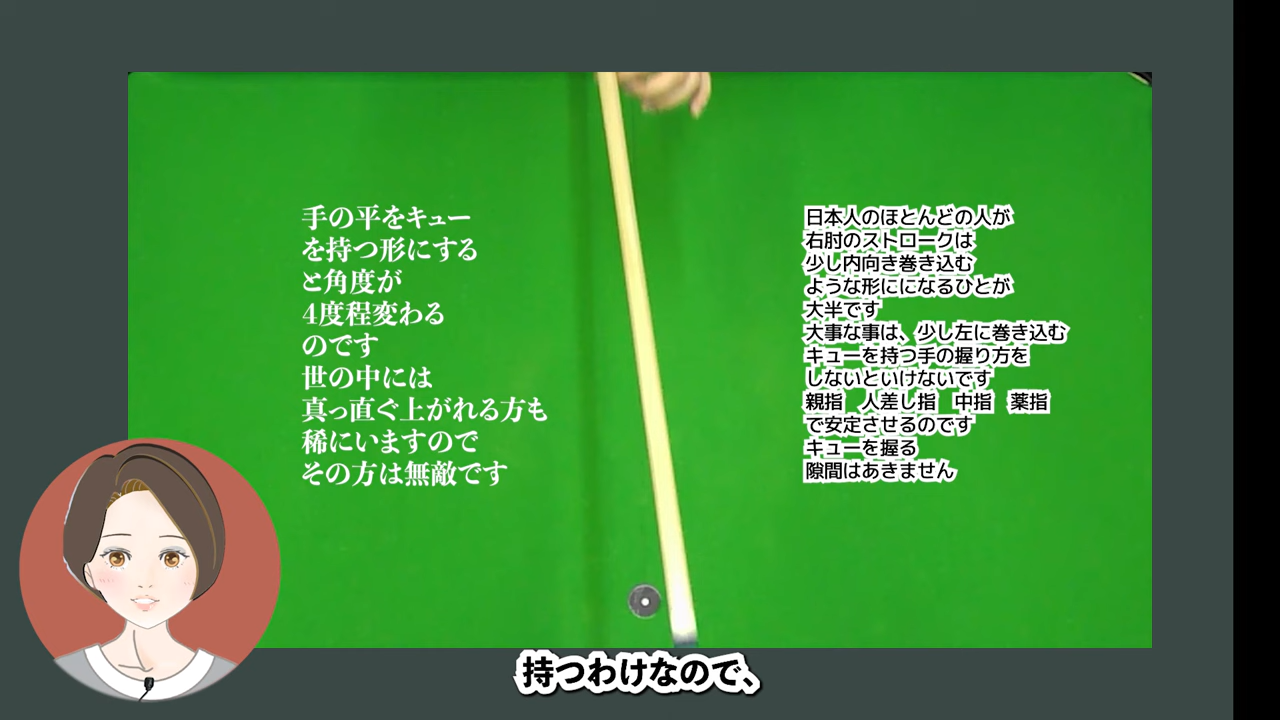 手の平をキュー
を持つ形にする
と角度が
4度程変わる
のです
世の中には
真っ直ぐ上がれる方も
稀にいますので
その方は無敵です
日本人のほとんどの人が
右肘のストロークは
少し内向き巻き込む
ような形にになるひとが
大半です
大事な事は、少し左に巻き込む
キューを持つ手の握り方を
しないといけないです
親指　人差し指　中指　薬指
で安定させるのです
キューを握る
隙間はあきません
持つわけなので、